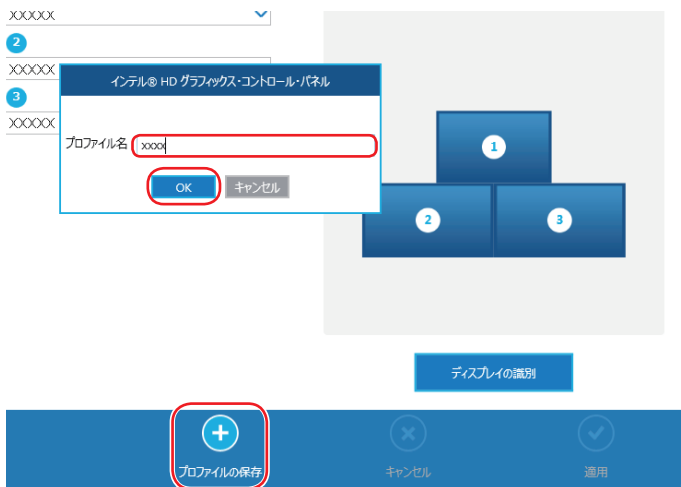 XXXXX
2
XXXXX
インテル® HD グラフィックス・コントロール・パネル
3
XXXXX
プロファイル名
xxxx
OK
キャンセル
1
2
3
ディスプレイの識別
プロファイルの保存
キャンセル
適用